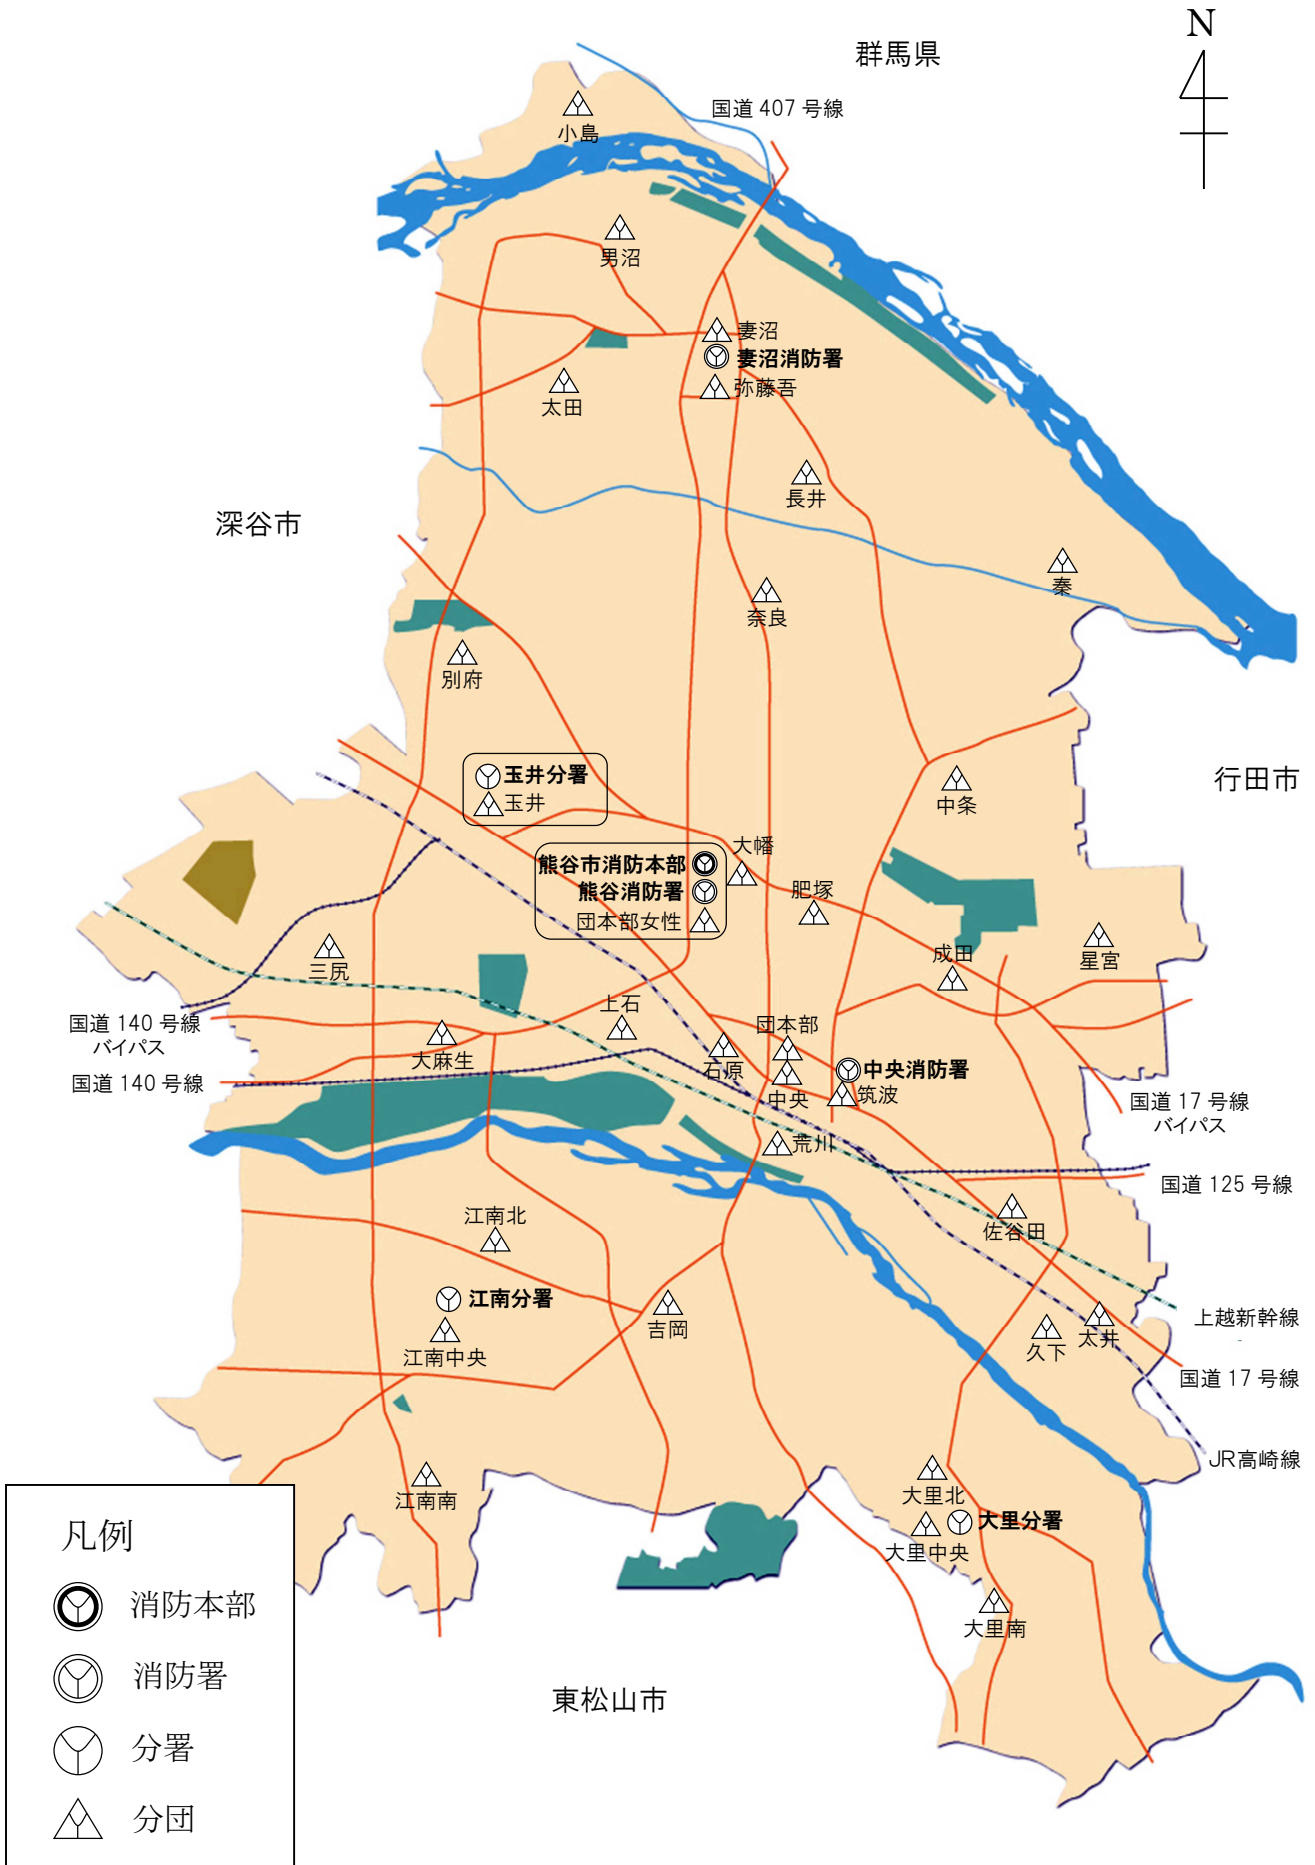 N
群馬県
国道 407 号線
小島
男沼
妻沼
妻沼消防署
弥藤吾
太田
長井
深谷市
秦
奈良
別府
行田市
玉井分署
玉井
中条
大幡
熊谷市消防本部
熊谷消防署
団本部女性
肥塚
三尻
成田
星宮
上石
国道 140 号線
バイパス
大麻生
団本部
石原
国道 140 号線
中央消防署
中央
筑波
国道 17 号線
バイパス
荒川
国道 125 号線
江南北
佐谷田
江南分署
吉岡
江南中央
上越新幹線
久下
太井
国道 17 号線
JR高崎線
江南南
大里北
大里分署
大里中央
大里南
東松山市
凡例
消防本部
消防署
分署
分団